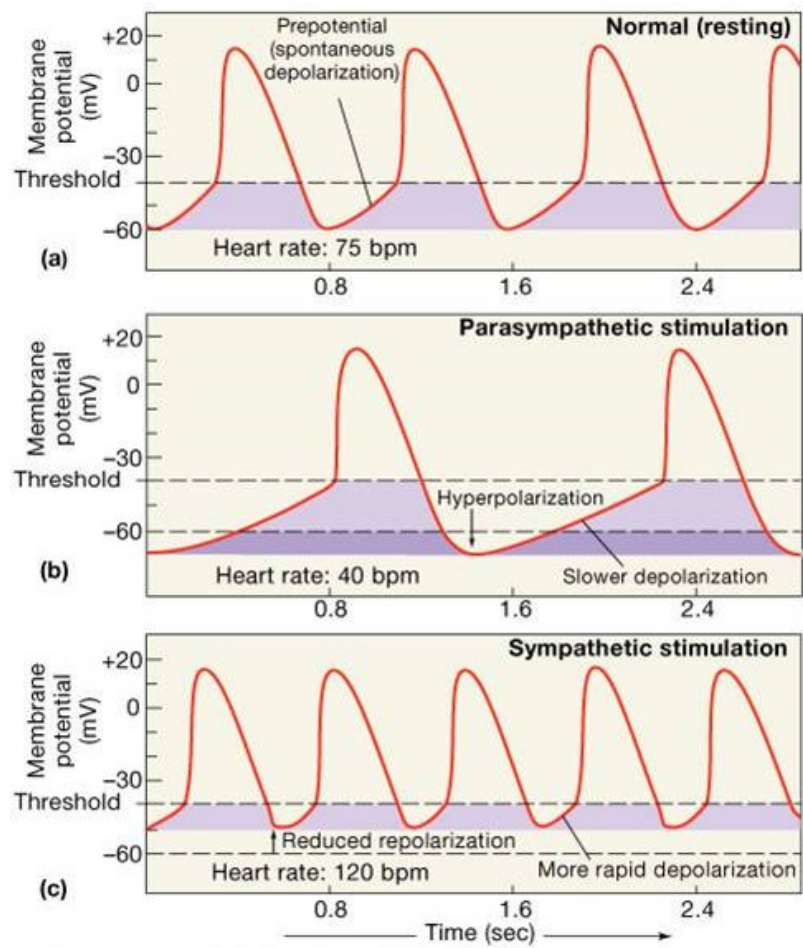 Normal (resting)
Prepotential
(spontaneous
depolarization)
Membrane
potential
(mV)
+20
0
–30
Threshold
–60
(a)
Heart rate: 75 bpm
0.8
1.6
2.4
Parasympathetic stimulation
Membrane
potential
(mV)
+20
0
–30
Threshold
Hyperpolarization
–60
(b)
Heart rate: 40 bpm
Slower depolarization
0.8
1.6
2.4
Sympathetic stimulation
Membrane
potential
(mV)
+20
0
–30
Threshold
Reduced repolarization
–60
(c)
Heart rate: 120 bpm
More rapid depolarization
0.8
1.6
2.4
Time (sec)